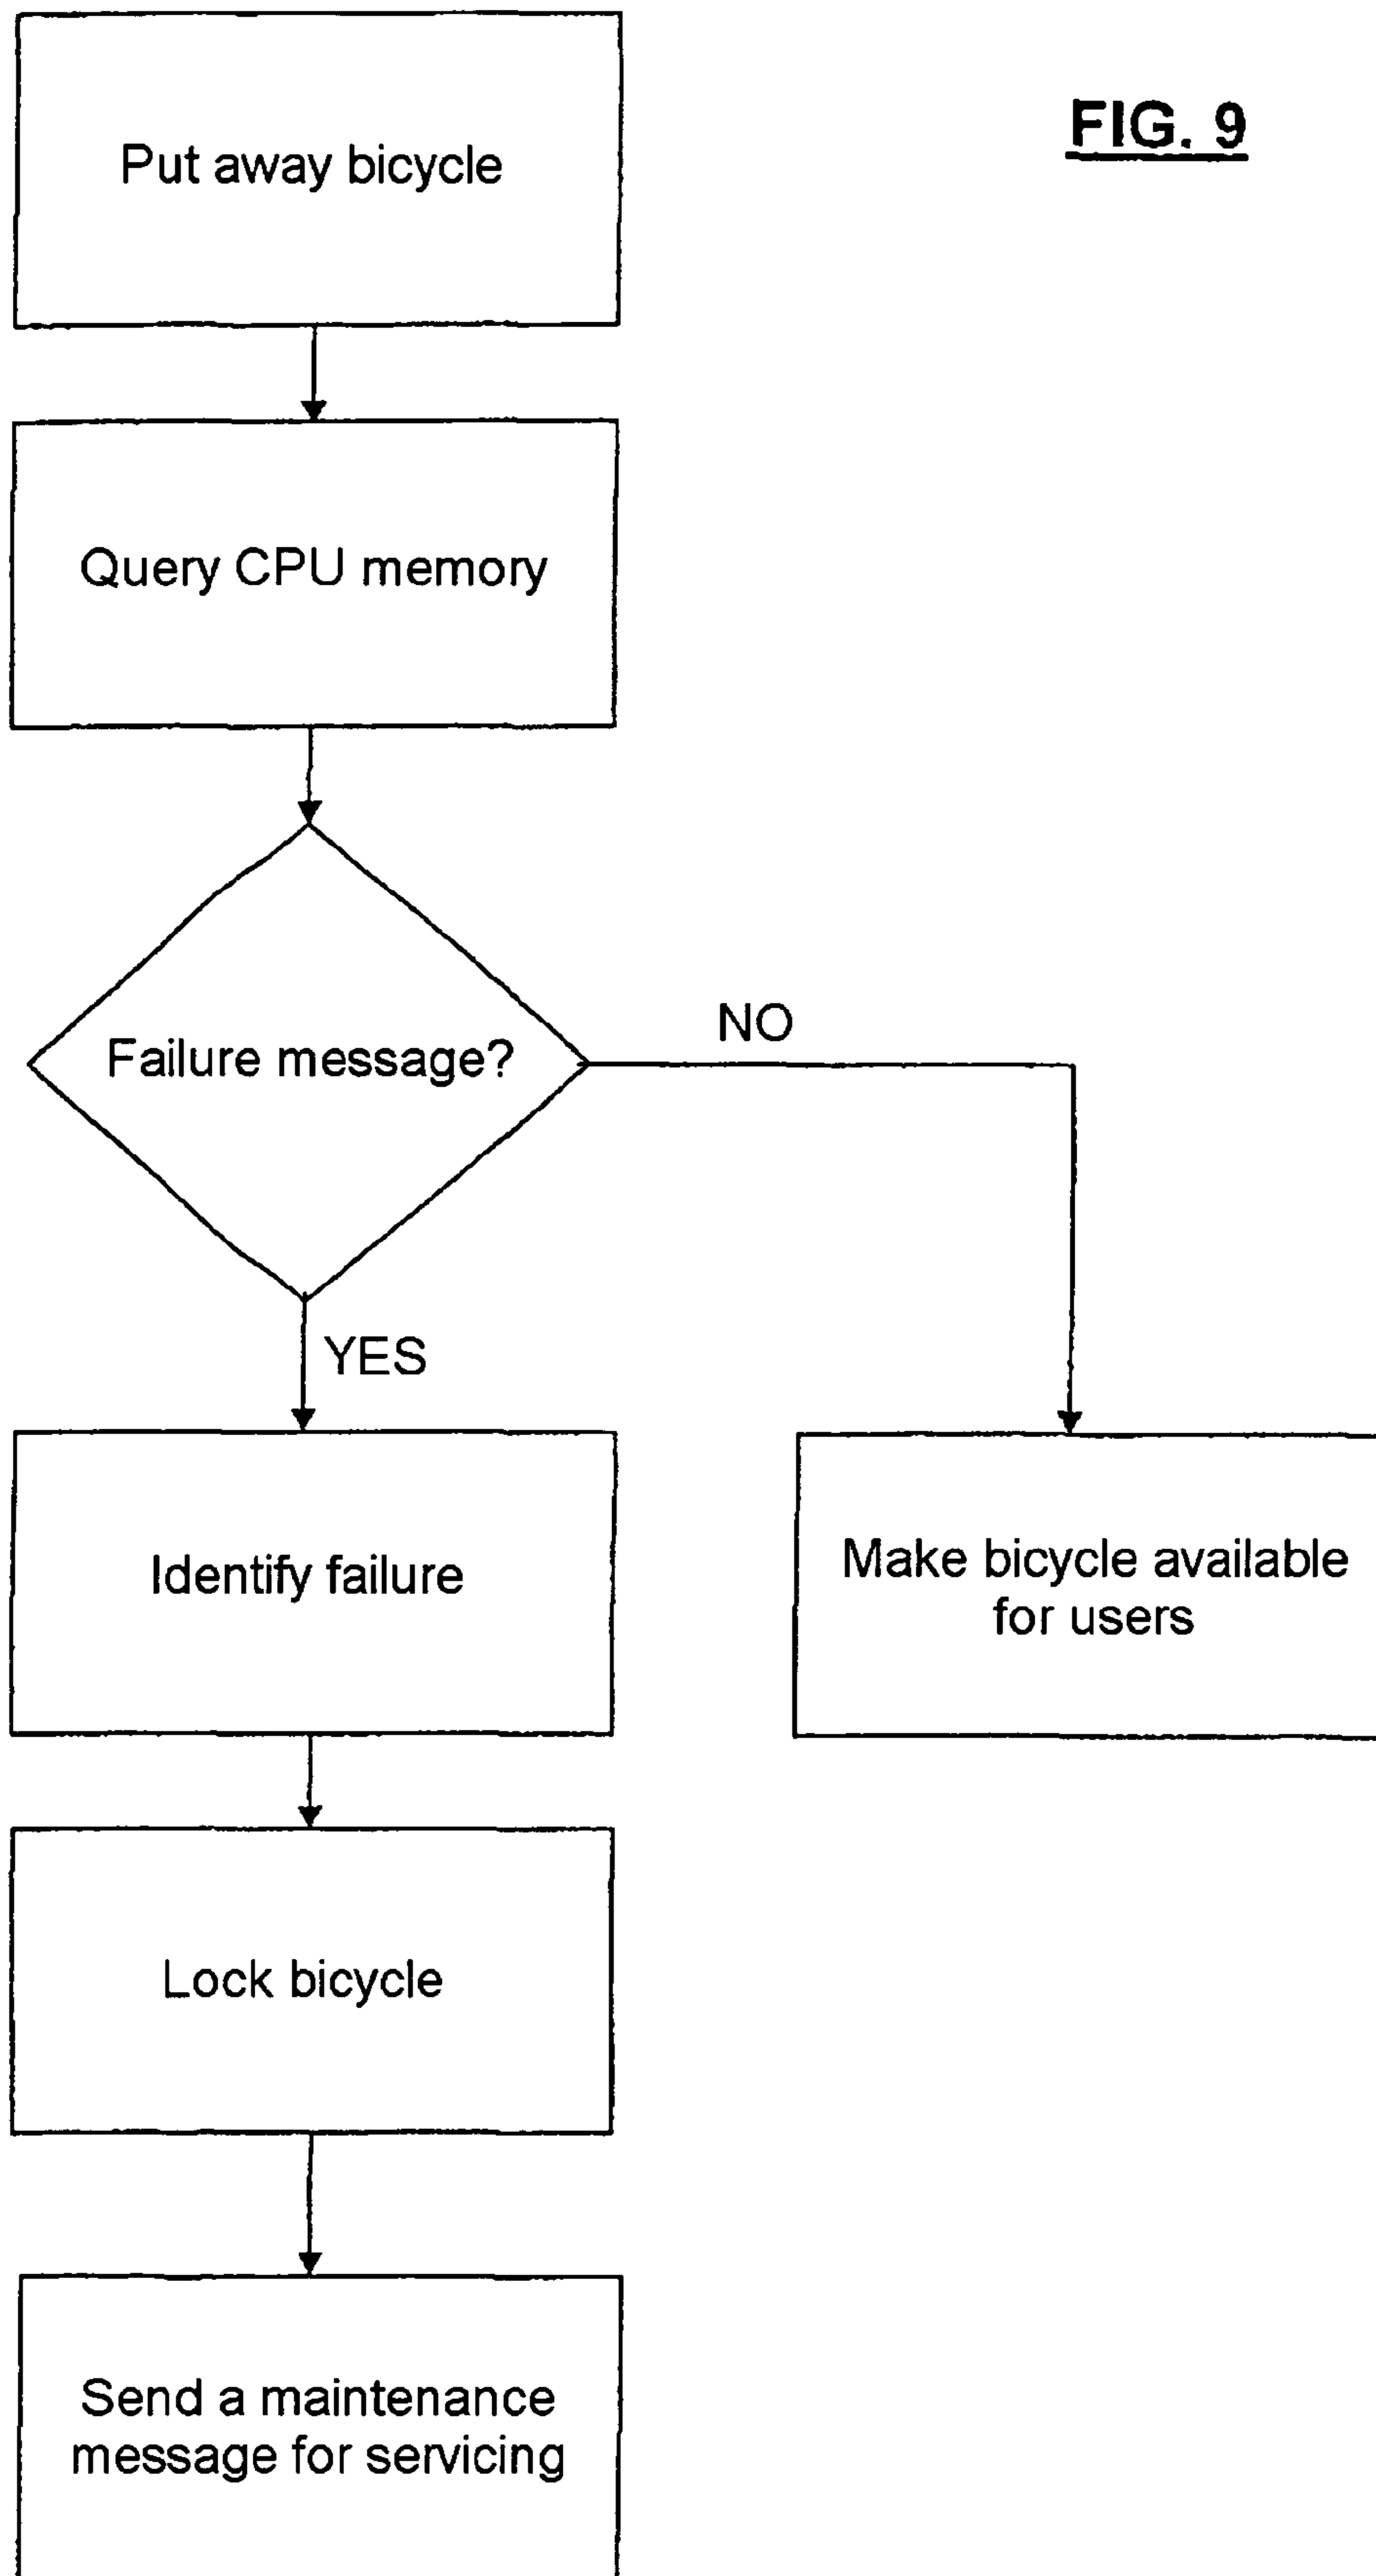 FIG. 9
Put away bicycle
Query CPU memory
Failure message?
NO
YES
Identify failure
Make bicycle available
for users
Lock bicycle
Send a maintenance
message for servicing